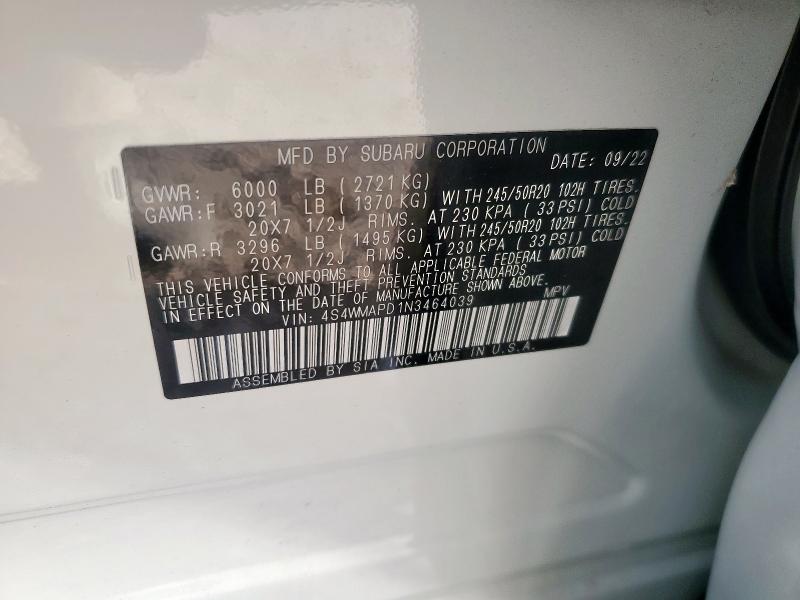 MFD BY SUBARU CORPORATION DATE: 09/22
GVWR: 6000 LB (2721 KG)
GAWR:F 3021 LB (1370 KG) WITH 245/50R20 102H TIRES.
20X7 1/2J RIMS. AT 230 KPA (33 PSI) COLD
GAWR:R 3296 LB (1495 KG) WITH 245/50R20 102H TIRES.
20X7 1/2J RIMS. AT 230 KPA (33 PSI) COLD
THIS VEHICLE CONFORMS TO ALL APPLICABLE FEDERAL MOTOR
VEHICLE SAFETY AND THEFT PREVENTION STANDARDS
IN EFFECT ON THE DATE OF MANUFACTURE SHOWN ABOVE.
VIN: 4S4WMAPD1N3464039 MPV
ASSEMBLED BY SIA INC. MADE IN U.S.A.